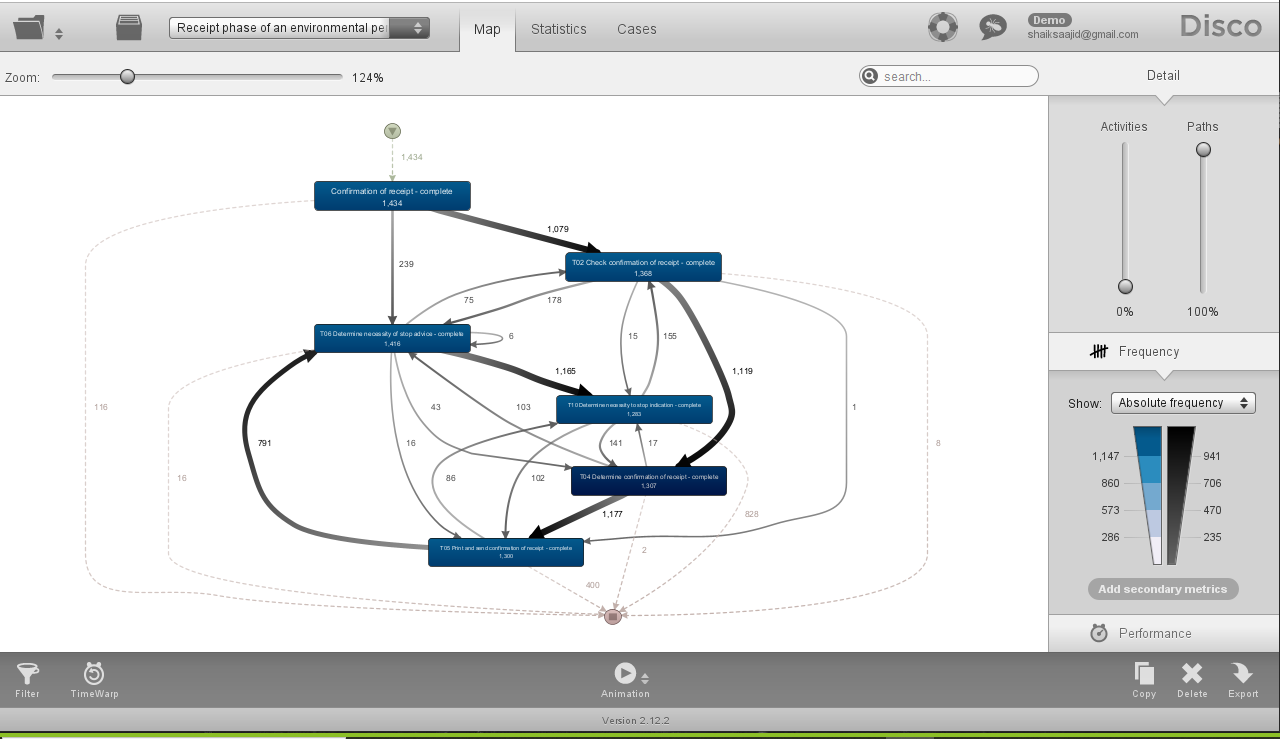 Receipt phase of an environmental per
Map
Statistics
Cases
Demo
shaiksaajid@gmail.com
Disco
Zoom:
124%
search...
Detail
1,434
Confirmation of receipt - complete
1,434
1,079
239
T02 Check confirmation of receipt - complete
1,368
75
178
T06 Determine necessity of stop advice - complete
1,416
6
15
155
1,165
1,119
T10 Determine necessity to stop indication - complete
1,283
116
43
103
1
791
16
141
17
8
16
86
102
T04 Determine confirmation of receipt - complete
1,307
1,177
828
T05 Print and send confirmation of receipt - complete
1,300
2
400
Activities
Paths
0%
100%
Frequency
Show:
Absolute frequency
1,147
941
860
706
573
470
286
235
Add secondary metrics
Performance
Filter
TimeWarp
Animation
Copy
Delete
Export
Version 2.12.2